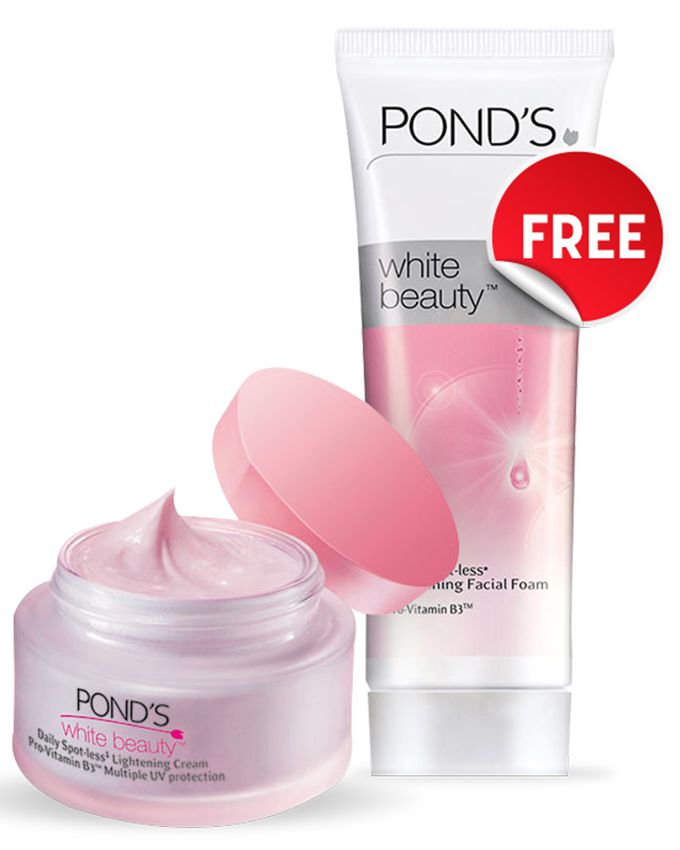 POND'S
FREE
white
beauty™
-less*
ning Facial Foam
-Vitamin B3™
POND'S
white beauty™
Daily Spot-less§ Lightening Cream
Pro-Vitamin B3™ Multiple UV protection